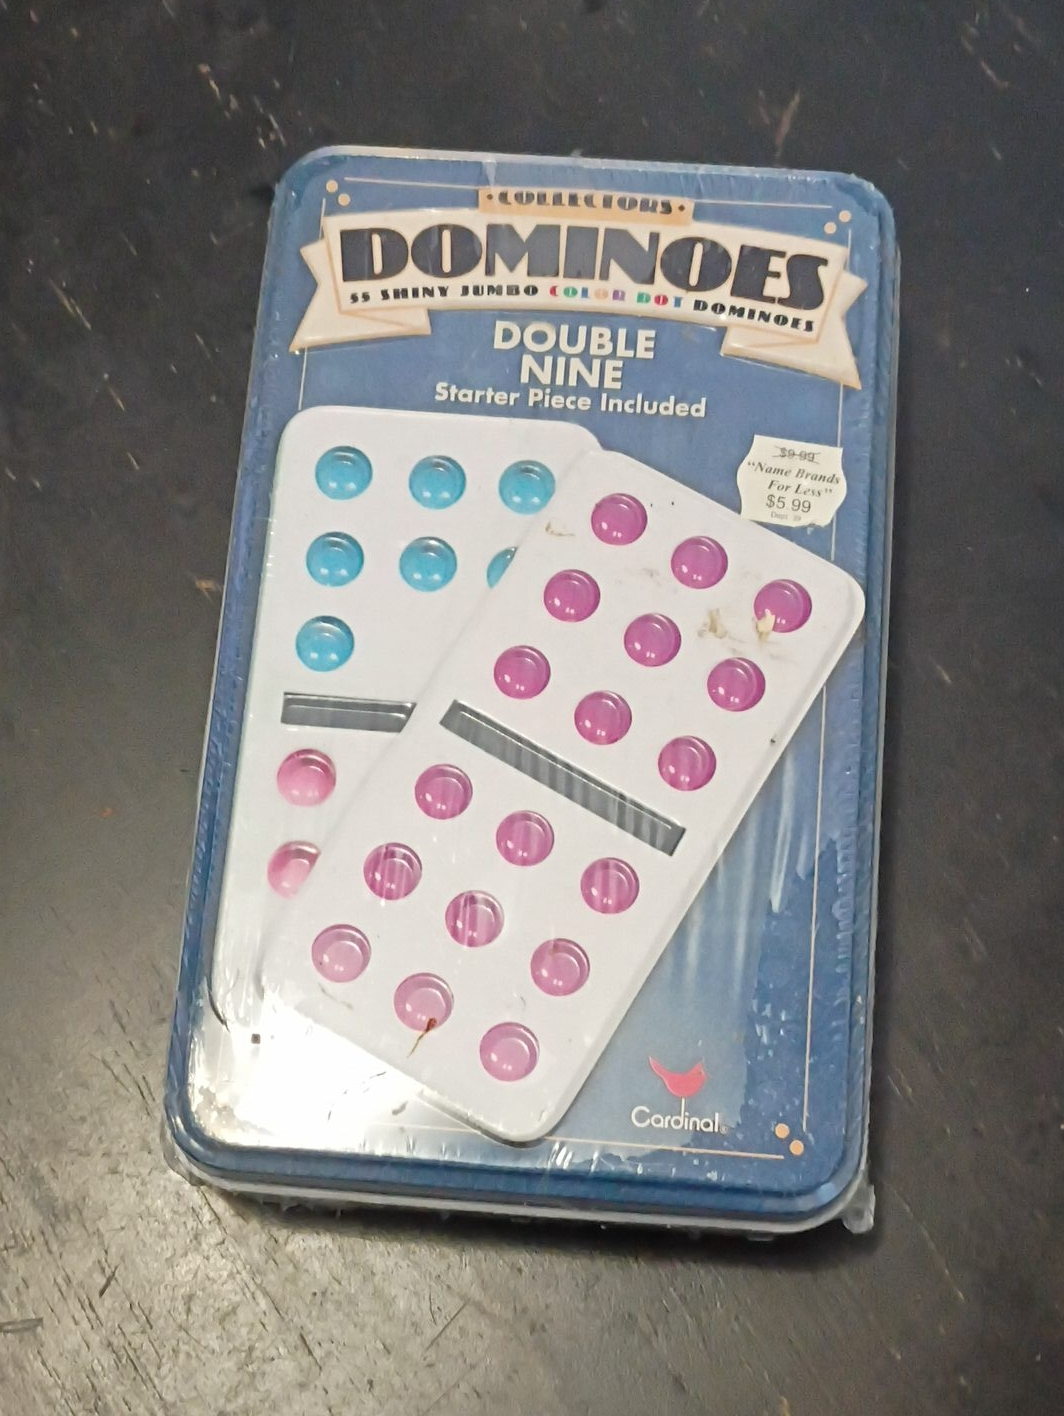 ·COLLECTORS·
DOMINOES
55 SHINY JUMBO COLOR DOT DOMINOES
DOUBLE
NINE
Starter Piece Included
$9.99
"Name Brands
For Less"
$5.99
Cardinal®